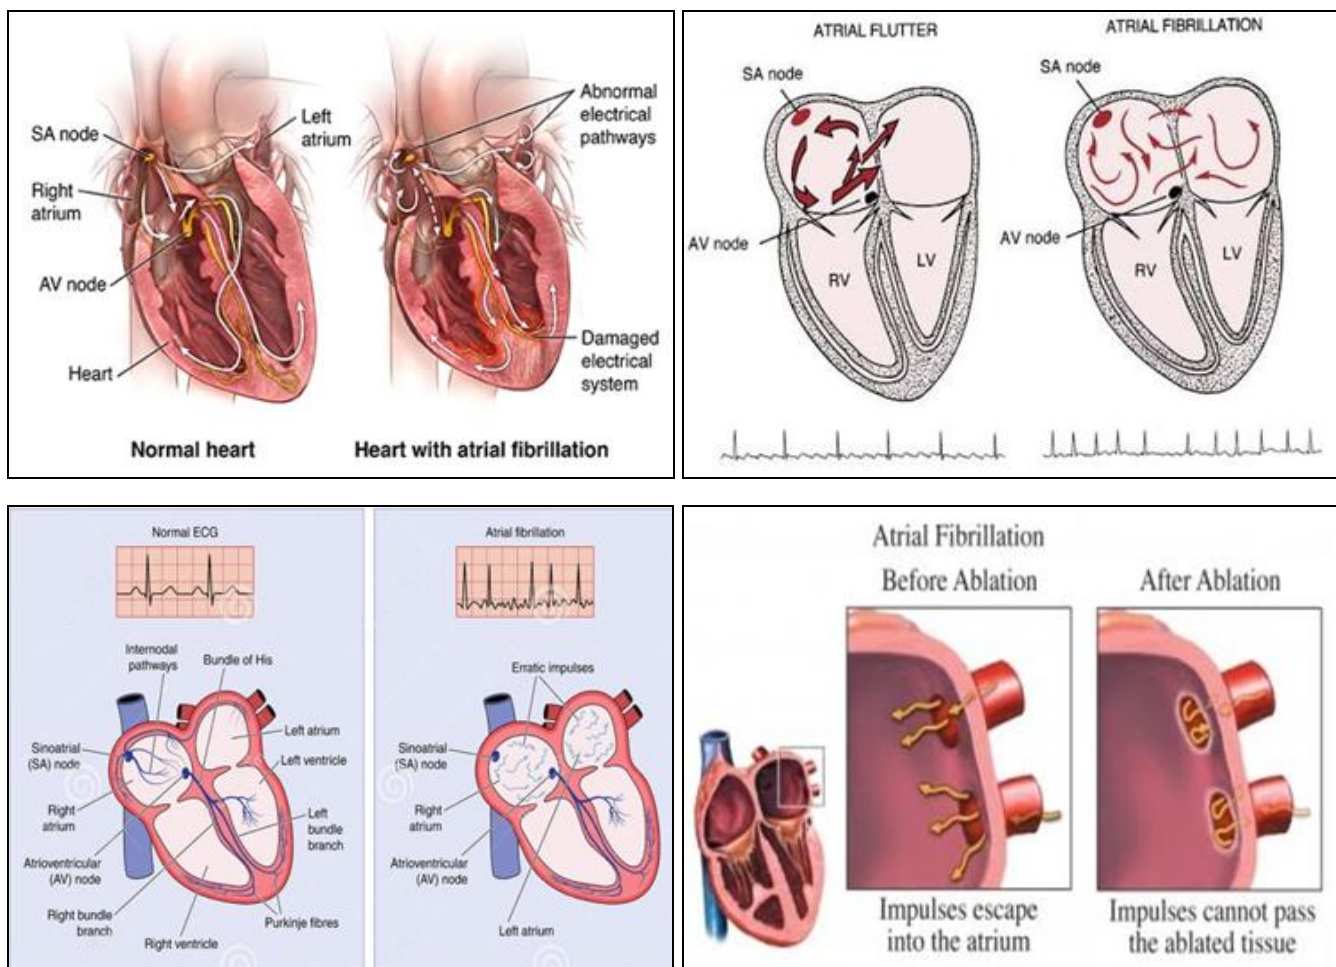 SA node
Right
atrium
AV node
Heart
Left
atrium
Abnormal
electrical
pathways
Damaged
electrical
system
Normal heart
Heart with atrial fibrillation
ATRIAL FLUTTER
SA node
AV node
RV
LV
ATRIAL FIBRILLATION
SA node
AV node
RV
LV
Normal ECG
Internodal
pathways
Bundle of His
Left atrium
Sinoatrial
(SA) node
Left ventricle
Right
atrium
Left
bundle
branch
Atrioventricular
(AV) node
Right bundle
branch
Purkinje fibres
Right ventricle
Atrial fibrillation
Erratic impulses
Sinoatrial
(SA) node
Right
atrium
Atrioventricular
(AV) node
Left atrium
Atrial Fibrillation
Before Ablation
After Ablation
Impulses escape
into the atrium
Impulses cannot pass
the ablated tissue